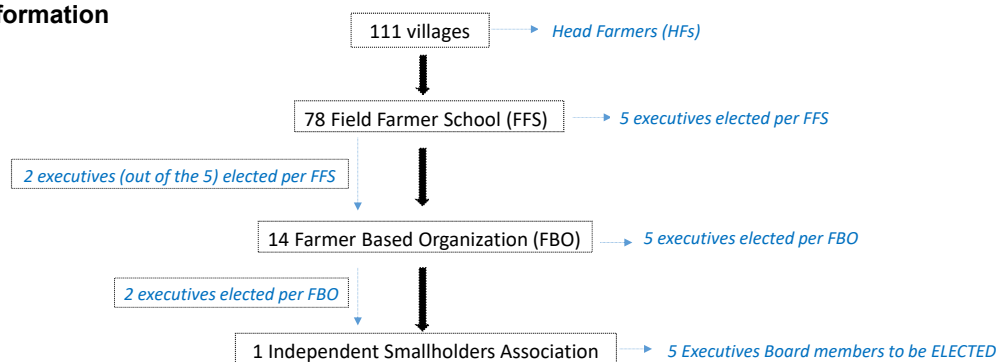 formation
111 villages
Head Farmers (HFs)
78 Field Farmer School (FFS)
5 executives elected per FFS
2 executives (out of the 5) elected per FFS
14 Farmer Based Organization (FBO)
5 executives elected per FBO
2 executives elected per FBO
1 Independent Smallholders Association
5 Executives Board members to be ELECTED